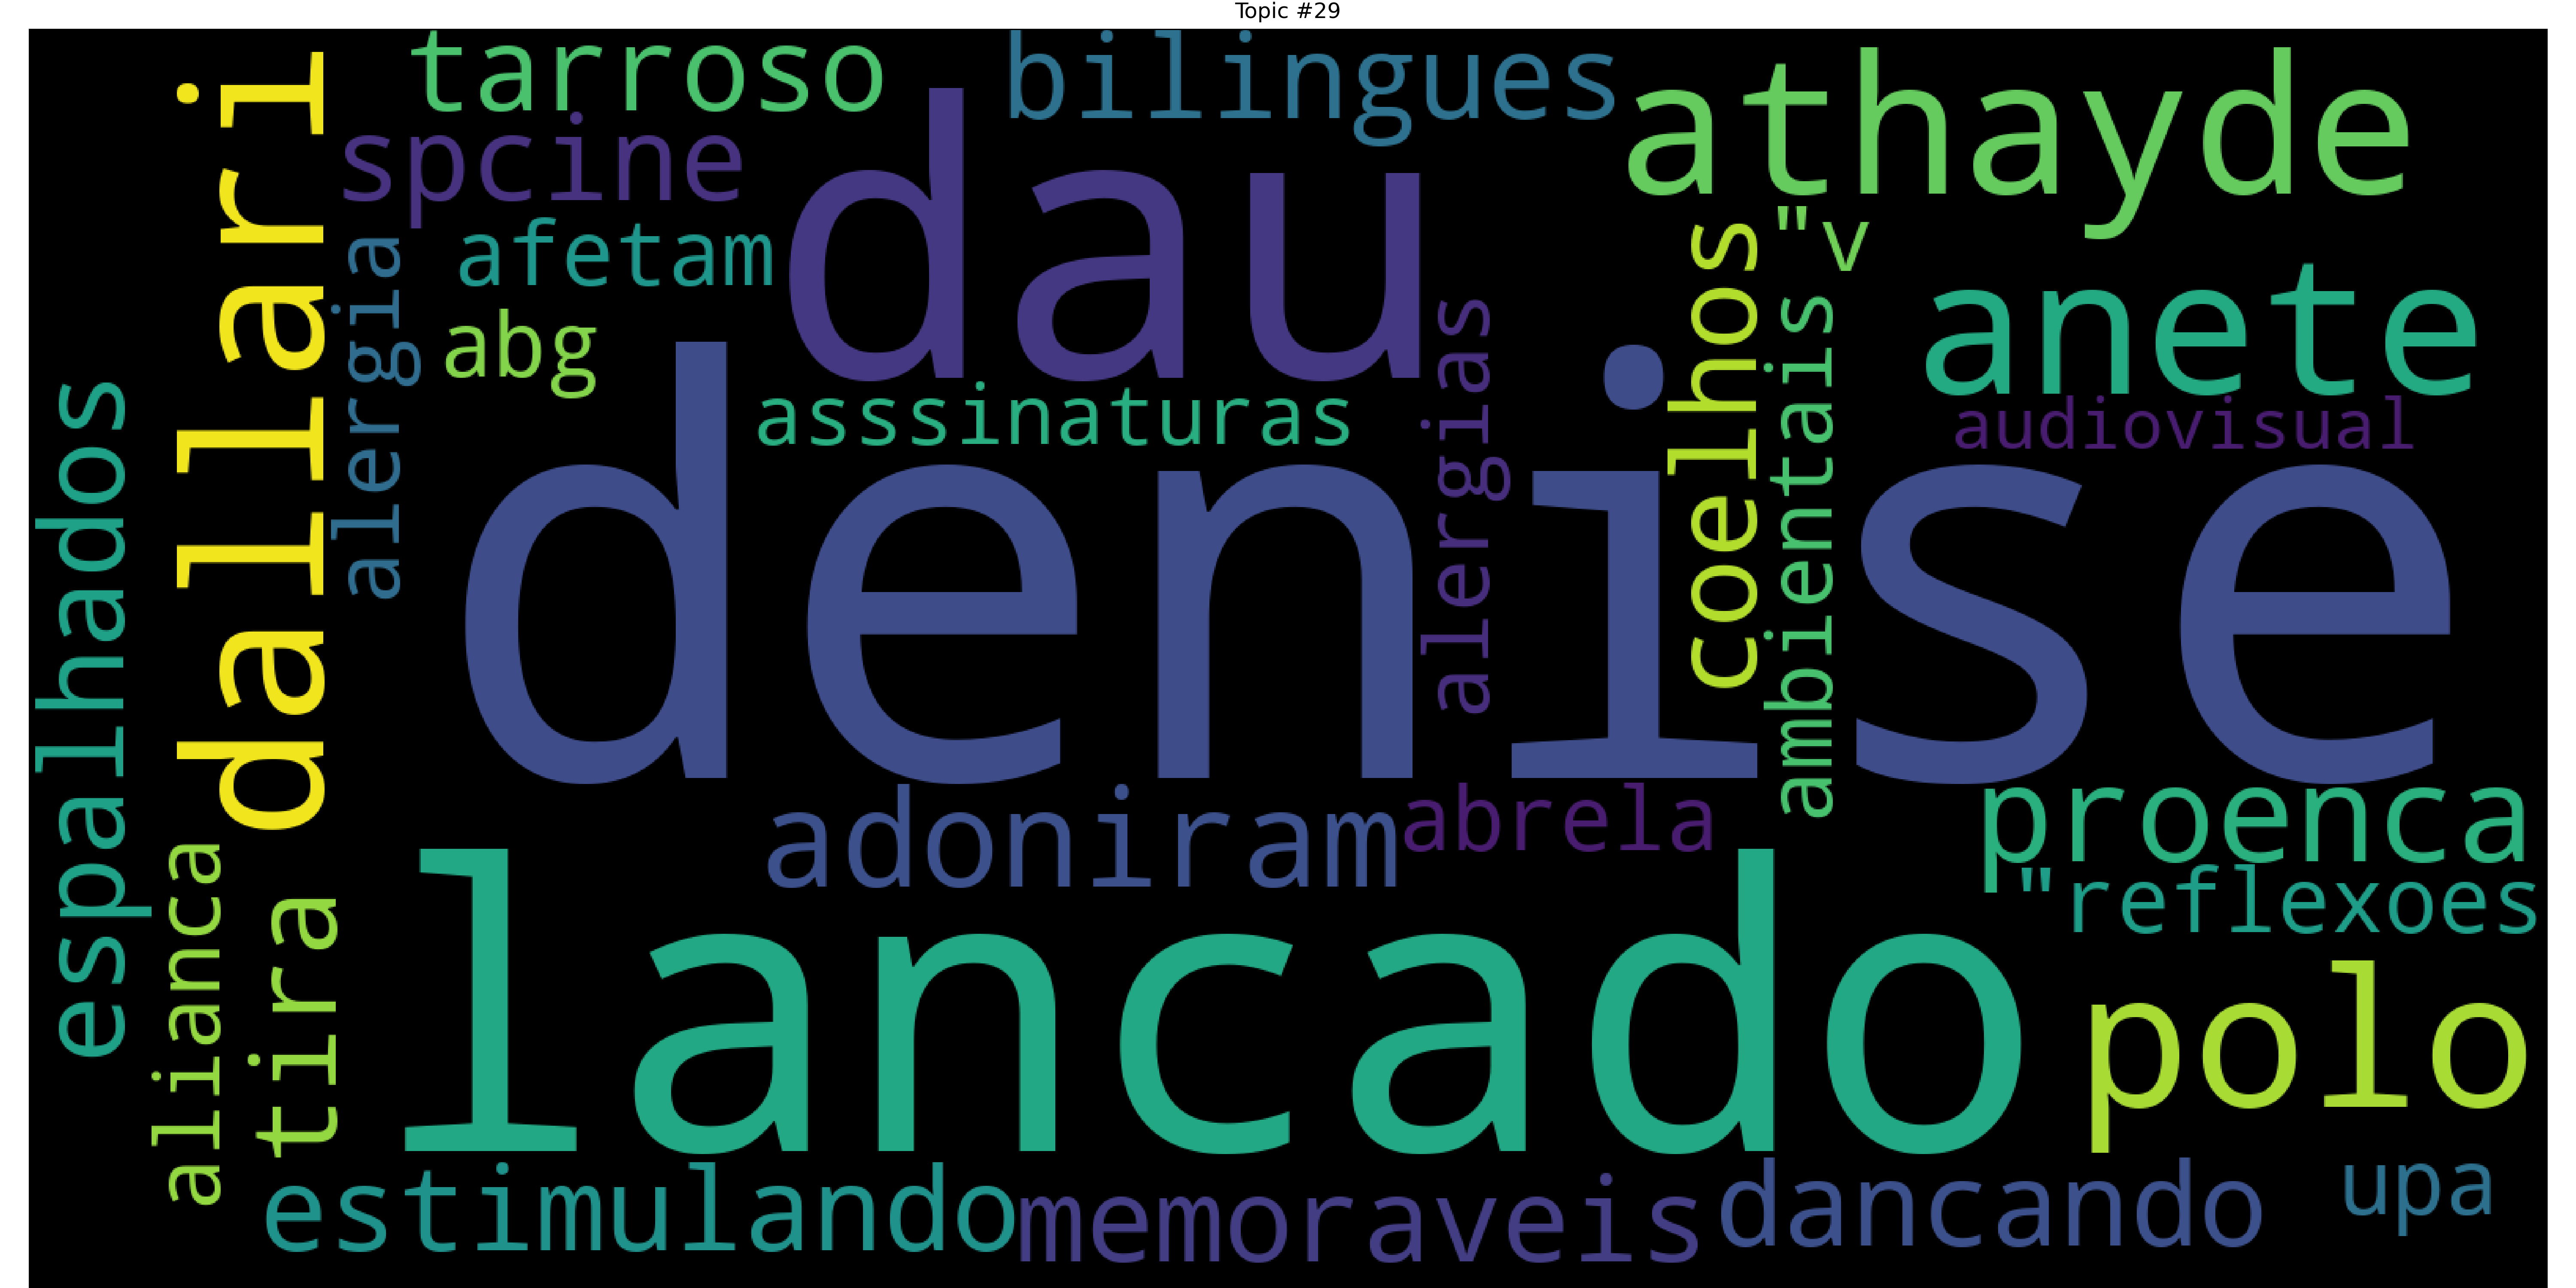 Topic #29
tarroso
bilingues
athayde
dallari
spcine
dau
alergia
afetam
coelhos
"<
anete
abg
alergias
ambientais
espalhados
asssinaturas
audiovisual
denise
adoniram
abrela
proenca
"reflexoes
alianca
tira
lancado
polo
estimulando
memoraveis
dancando
upa